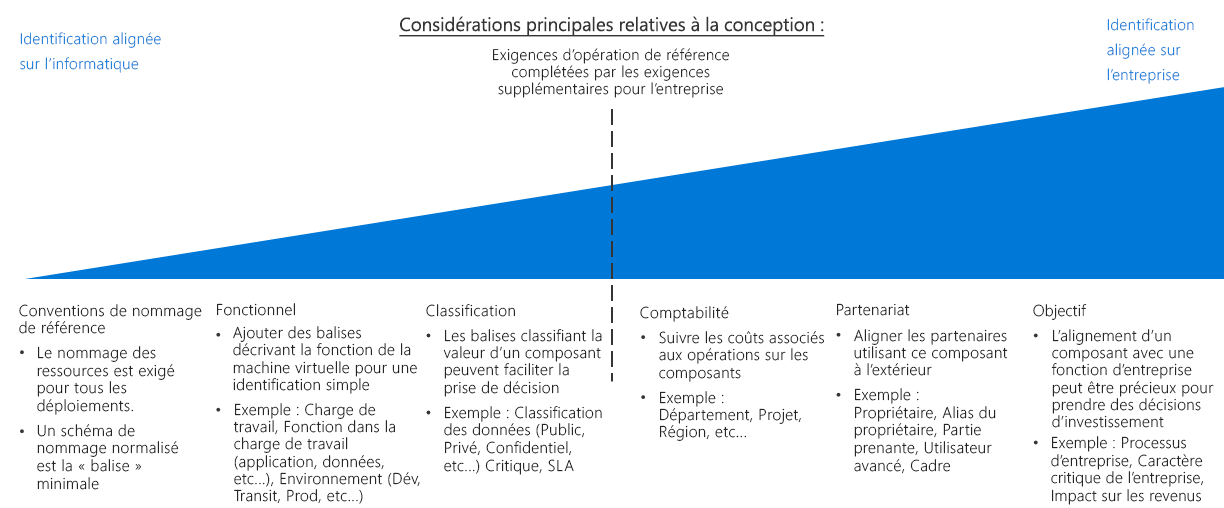 Considérations principales relatives à la conception :
Identification alignée
sur l'informatique
Exigences d'opération de référence
complétées par les exigences
supplémentaires pour l'entreprise
Identification
alignée sur
l'entreprise
Conventions de nommage
de référence
• Le nommage des
ressources est exigé
pour tous les
déploiements.
• Un schéma de
nommage normalisé
est la « balise »
minimale
Fonctionnel
• Ajouter des balises
décrivant la fonction de la
machine virtuelle pour une
identification simple
• Exemple : Charge de
travail, Fonction dans la
charge de travail
(application, données,
etc...), Environnement (Dév,
Transit, Prod, etc...)
Classification
• Les balises classifiant la
valeur d'un composant
peuvent faciliter la
prise de décision
• Exemple : Classification
des données (Public,
Privé, Confidentiel,
etc...) Critique, SLA
Comptabilité
• Suivre les coûts associés
aux opérations sur les
composants
• Exemple :
Département, Projet,
Région, etc...
Partenariat
• Aligner les partenaires
utilisant ce composant
à l'extérieur
• Exemple :
Propriétaire, Alias du
propriétaire, Partie
prenante, Utilisateur
avancé, Cadre
Objectif
• L'alignement d'un
composant avec une
fonction d'entreprise
peut être précieux pour
prendre des décisions
d'investissement
• Exemple : Processus
d'entreprise, Caractère
critique de l'entreprise,
Impact sur les revenus